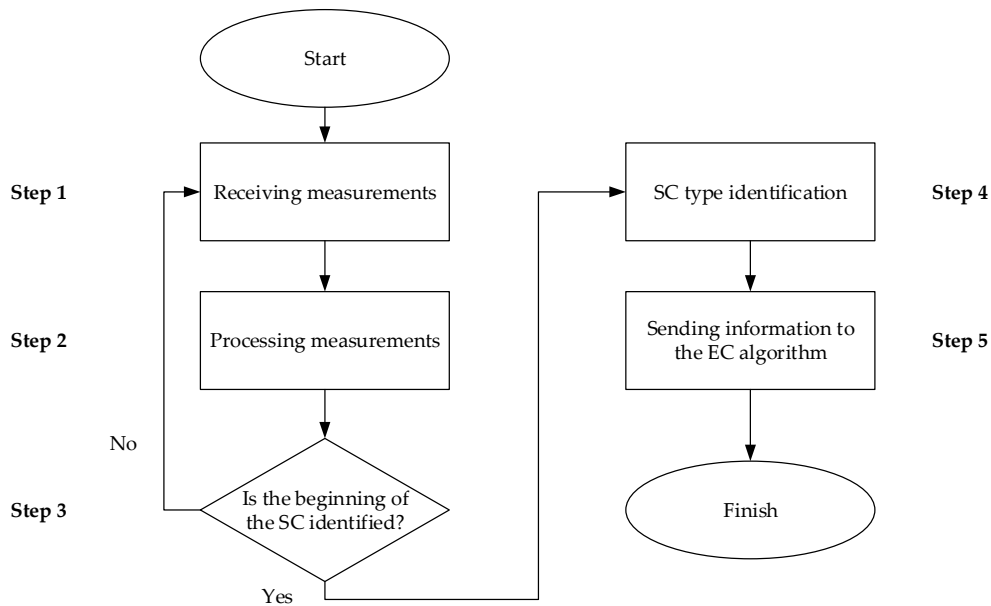 Start
Step 1
Receiving measurements
Step 2
Processing measurements
No
Step 3
Is the beginning of
the SC identified?
Yes
SC type identification
Step 4
Sending information to
the EC algorithm
Step 5
Finish